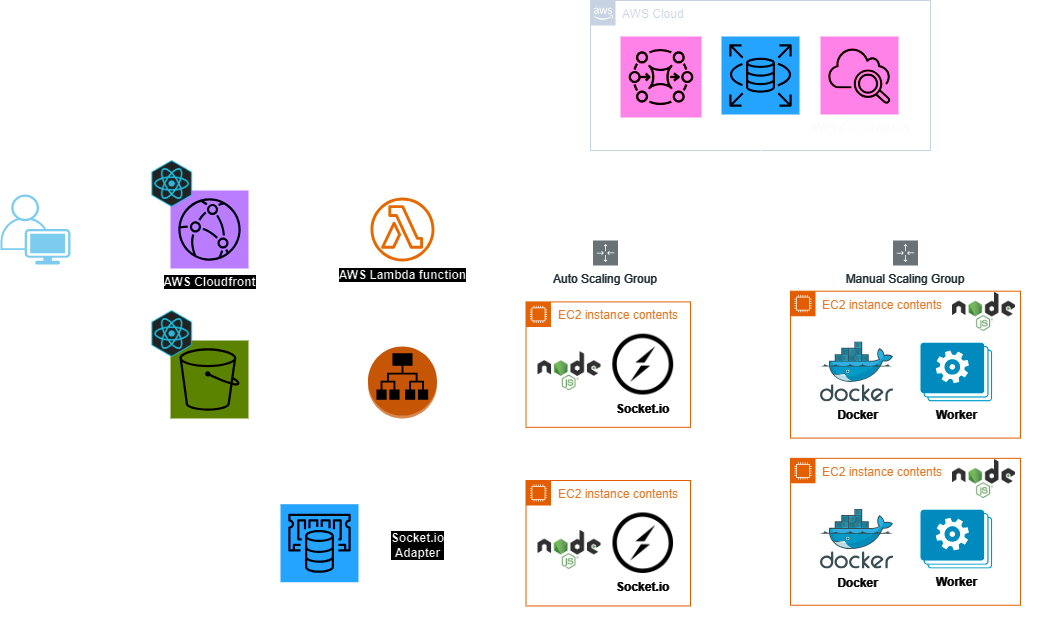 aws
AWS Cloud
AWS Cloudfront
AWS Lambda function
Auto Scaling Group
Manual Scaling Group
EC2 instance contents
node
JS
Socket.io
EC2 instance contents
node
JS
docker
Docker
Worker
EC2 instance contents
node
JS
Socket.io
EC2 instance contents
node
JS
docker
Docker
Worker
Socket.io
Adapter